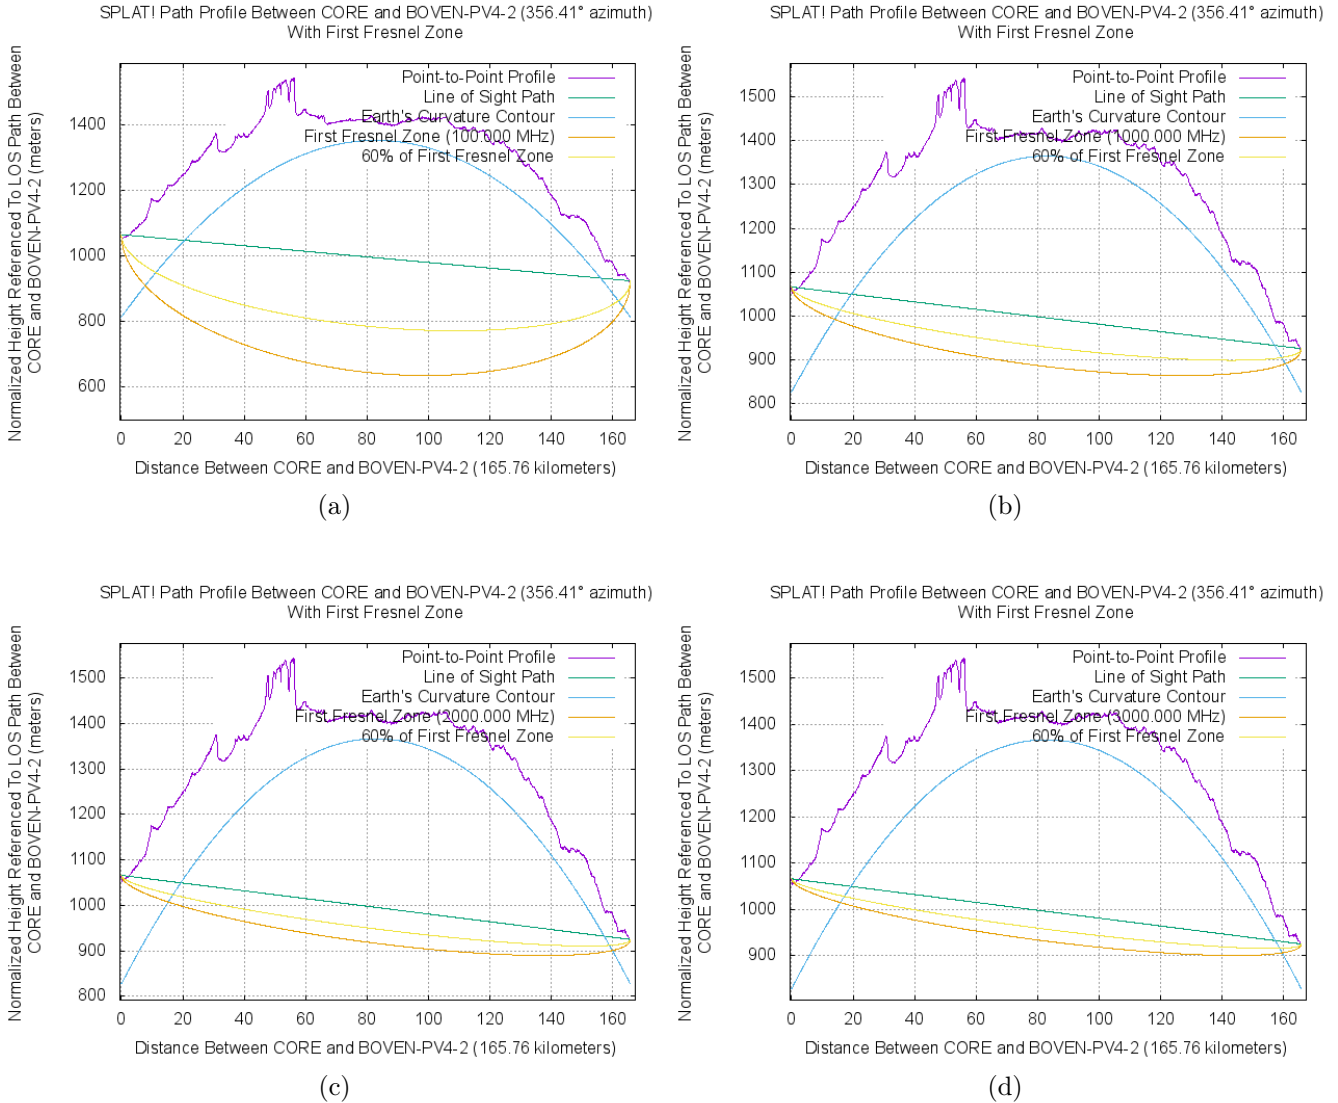 SPLAT! Path Profile Between CORE and BOVEN-PV4-2 (356.41° azimuth)
With First Fresnel Zone
Normalized Height Referenced To LOS Path Between
CORE and BOVEN-PV4-2 (meters)
Point-to-Point Profile
Line of Sight Path
Earth's Curvature Contour
First Fresnel Zone (100.000 MHz)
60% of First Fresnel Zone
1400
1200
1000
800
600
0 20 40 60 80 100 120 140 160
Distance Between CORE and BOVEN-PV4-2 (165.76 kilometers)
(a)
SPLAT! Path Profile Between CORE and BOVEN-PV4-2 (356.41° azimuth)
With First Fresnel Zone
Normalized Height Referenced To LOS Path Between
CORE and BOVEN-PV4-2 (meters)
Point-to-Point Profile
Line of Sight Path
Earth's Curvature Contour
First Fresnel Zone (1000.000 MHz)
60% of First Fresnel Zone
1500
1400
1300
1200
1100
1000
900
800
0 20 40 60 80 100 120 140 160
Distance Between CORE and BOVEN-PV4-2 (165.76 kilometers)
(b)
SPLAT! Path Profile Between CORE and BOVEN-PV4-2 (356.41° azimuth)
With First Fresnel Zone
Normalized Height Referenced To LOS Path Between
CORE and BOVEN-PV4-2 (meters)
Point-to-Point Profile
Line of Sight Path
Earth's Curvature Contour
First Fresnel Zone (2000.000 MHz)
60% of First Fresnel Zone
1500
1400
1300
1200
1100
1000
900
800
0 20 40 60 80 100 120 140 160
Distance Between CORE and BOVEN-PV4-2 (165.76 kilometers)
(c)
SPLAT! Path Profile Between CORE and BOVEN-PV4-2 (356.41° azimuth)
With First Fresnel Zone
Normalized Height Referenced To LOS Path Between
CORE and BOVEN-PV4-2 (meters)
Point-to-Point Profile
Line of Sight Path
Earth's Curvature Contour
First Fresnel Zone (3000.000 MHz)
60% of First Fresnel Zone
1500
1400
1300
1200
1100
1000
900
0 20 40 60 80 100 120 140 160
Distance Between CORE and BOVEN-PV4-2 (165.76 kilometers)
(d)